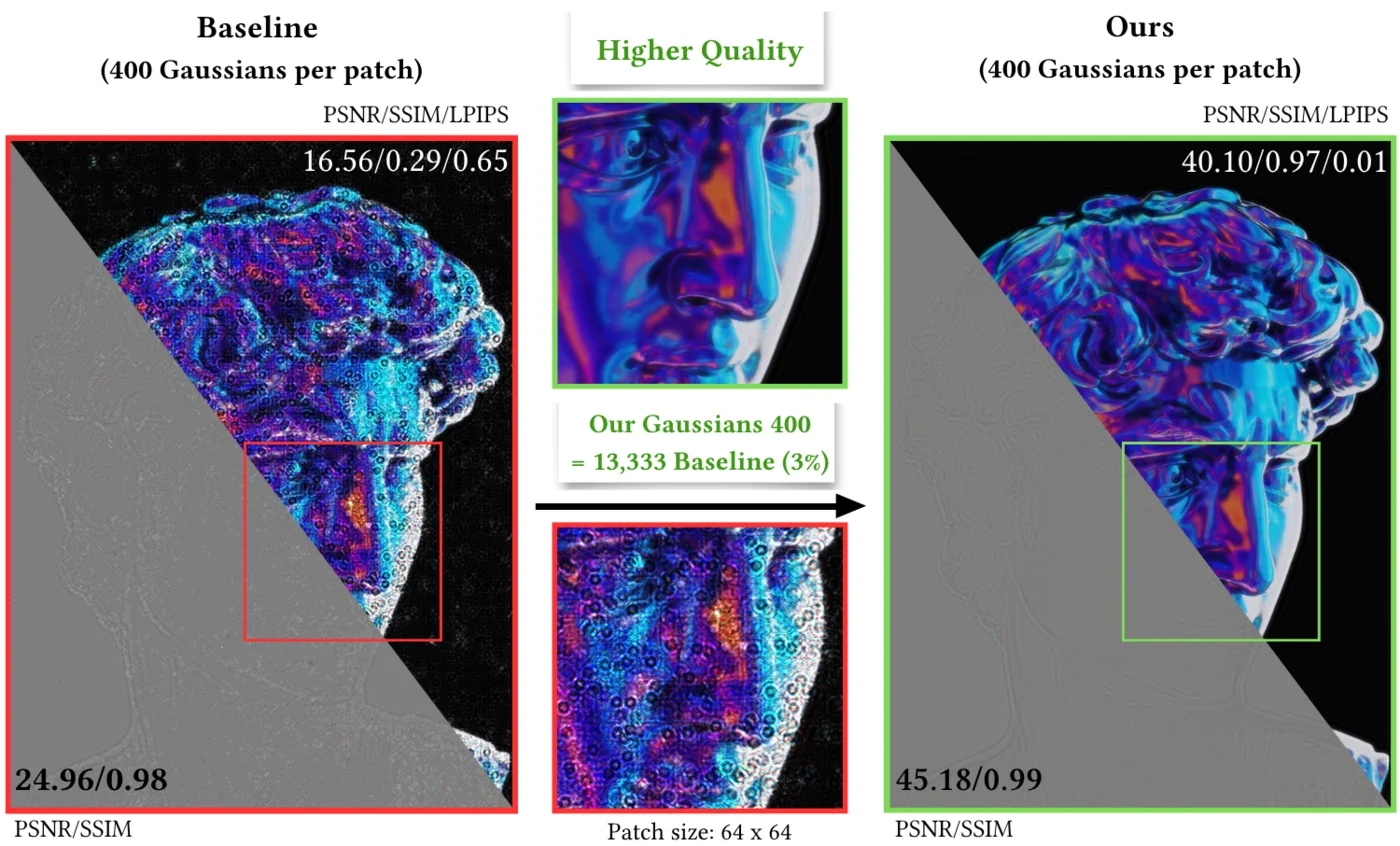 Baseline
(400 Gaussians per patch)
PSNR/SSIM/LPIPS
16.56/0.29/0.65
24.96/0.98
PSNR/SSIM
Higher Quality
Our Gaussians 400
= 13,333 Baseline (3%)
Patch size: 64 x 64
Ours
(400 Gaussians per patch)
PSNR/SSIM/LPIPS
40.10/0.97/0.01
45.18/0.99
PSNR/SSIM